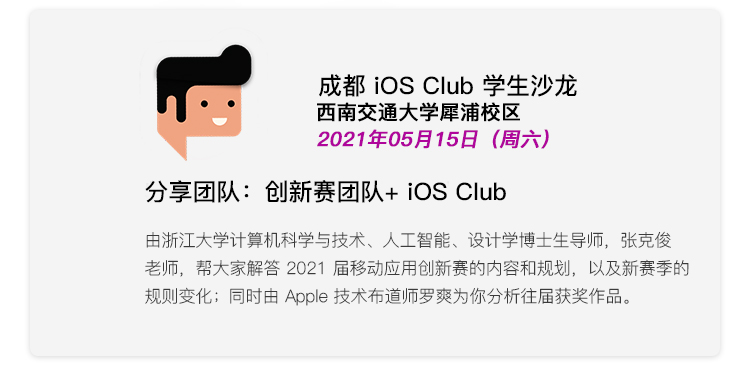 成都 iOS Club 学生沙龙
西南交通大学犀浦校区
2021年05月15日（周六）
分享团队：创新赛团队+ iOS Club
由浙江大学计算机科学与技术、人工智能、设计学博士生导师，张克俊
老师，帮大家解答 2021 届移动应用创新赛的内容和规划，以及新赛季的
规则变化；同时由 Apple 技术布道师罗爽为你分析往届获奖作品。